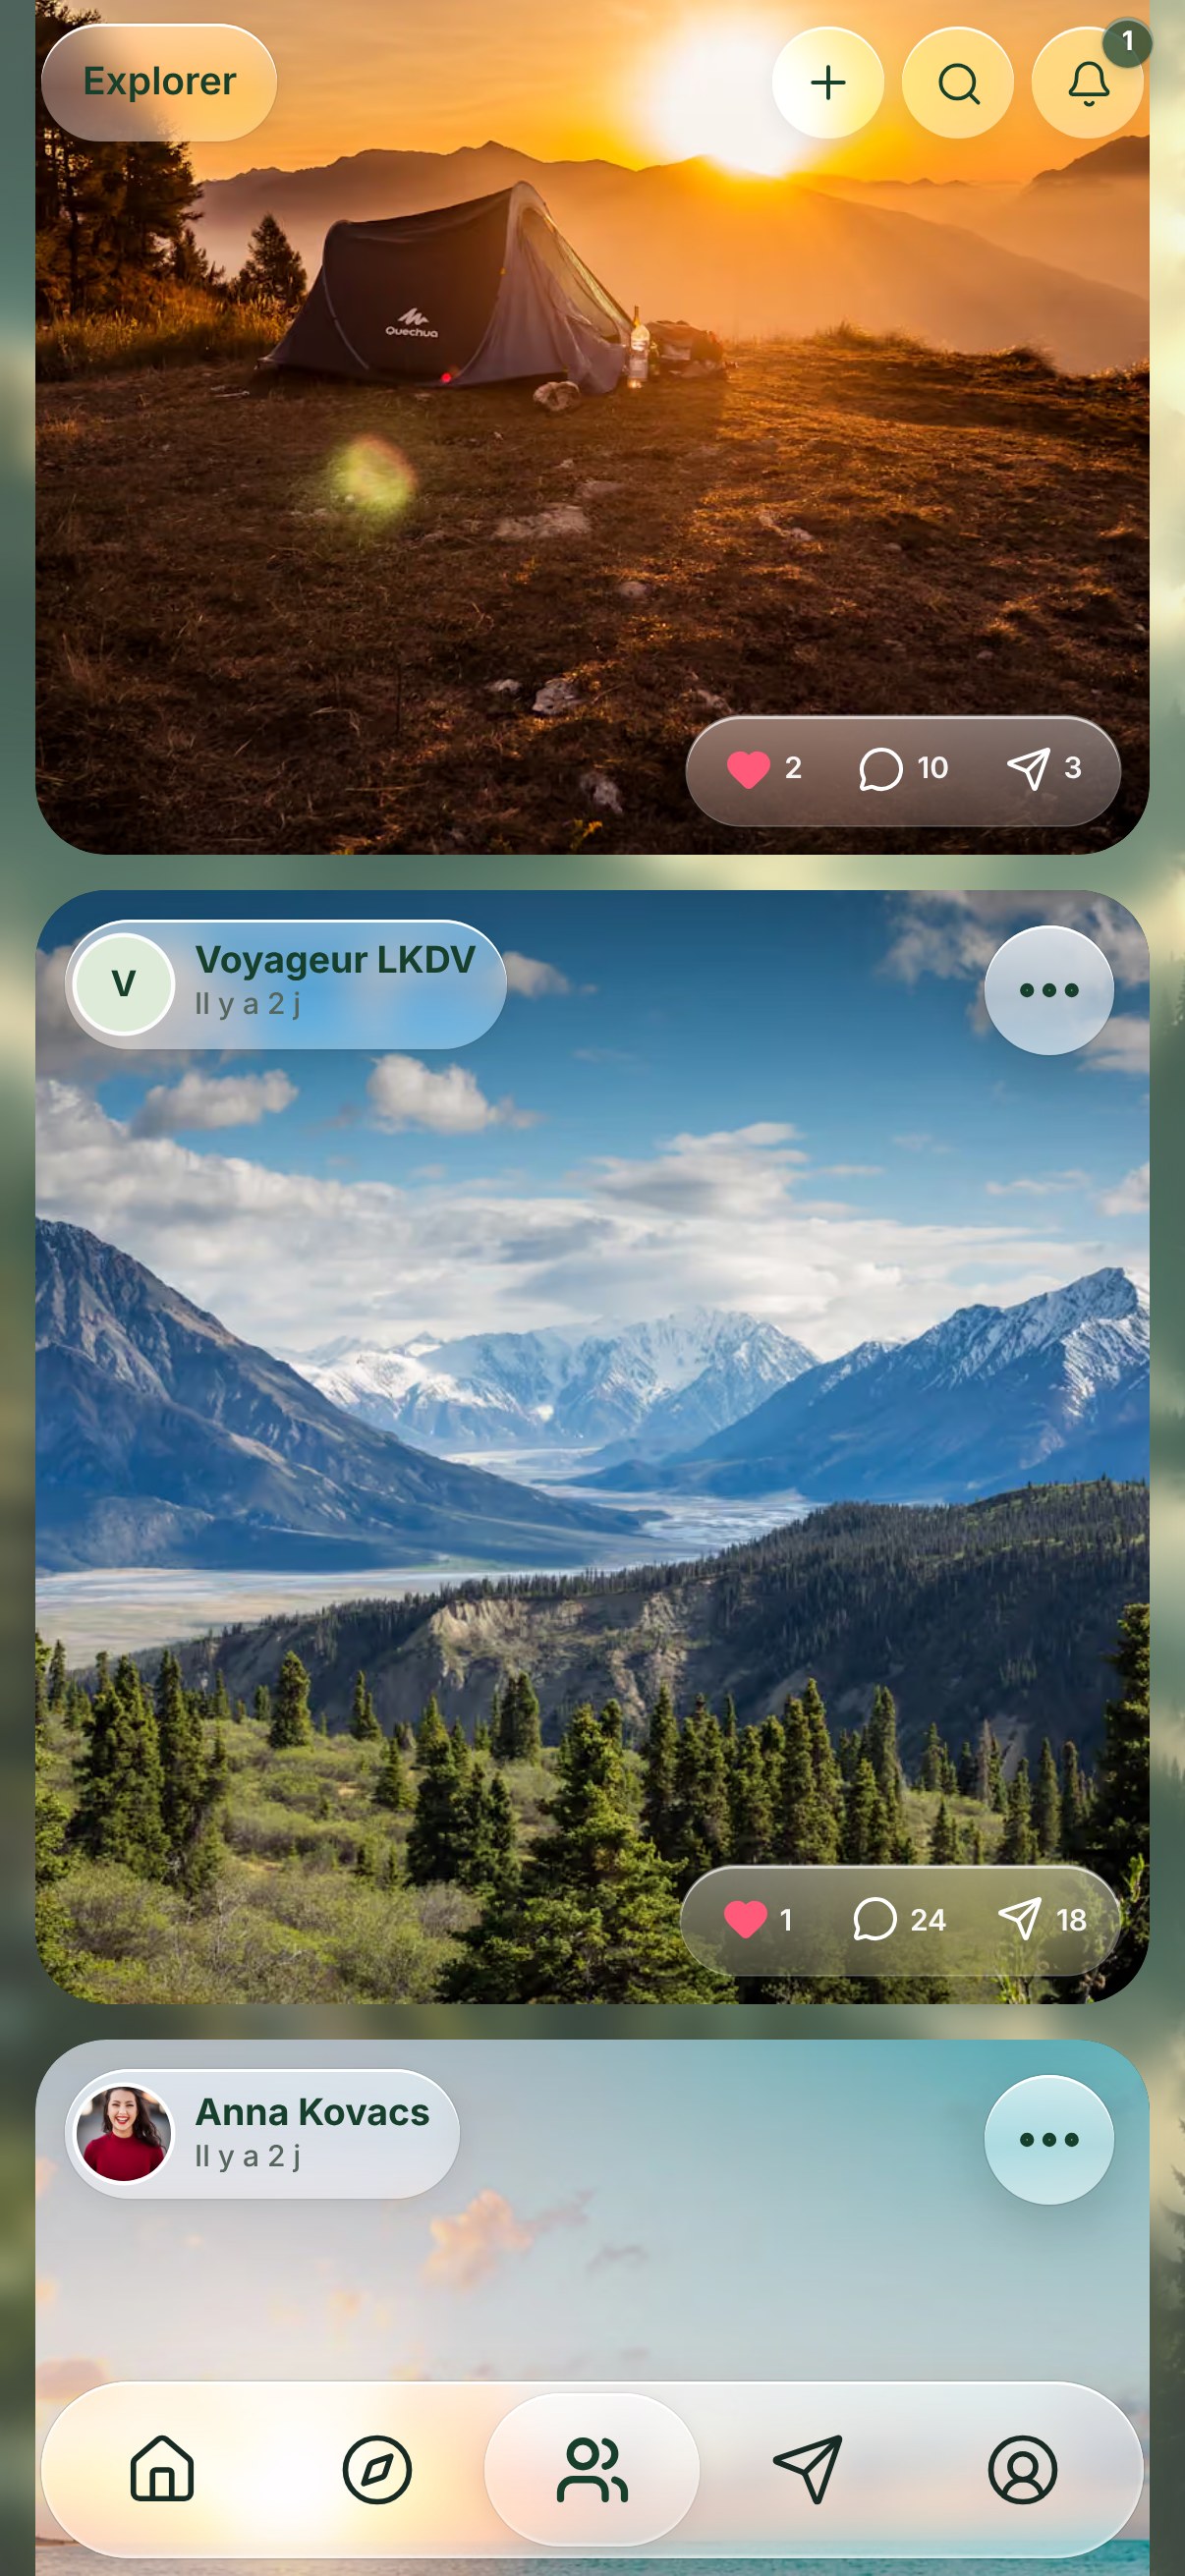 Explorer
1
Quechua
2 10 3
V
Voyageur LKDV
Il y a 2 j
1 24 18
Anna Kovacs
Il y a 2 j